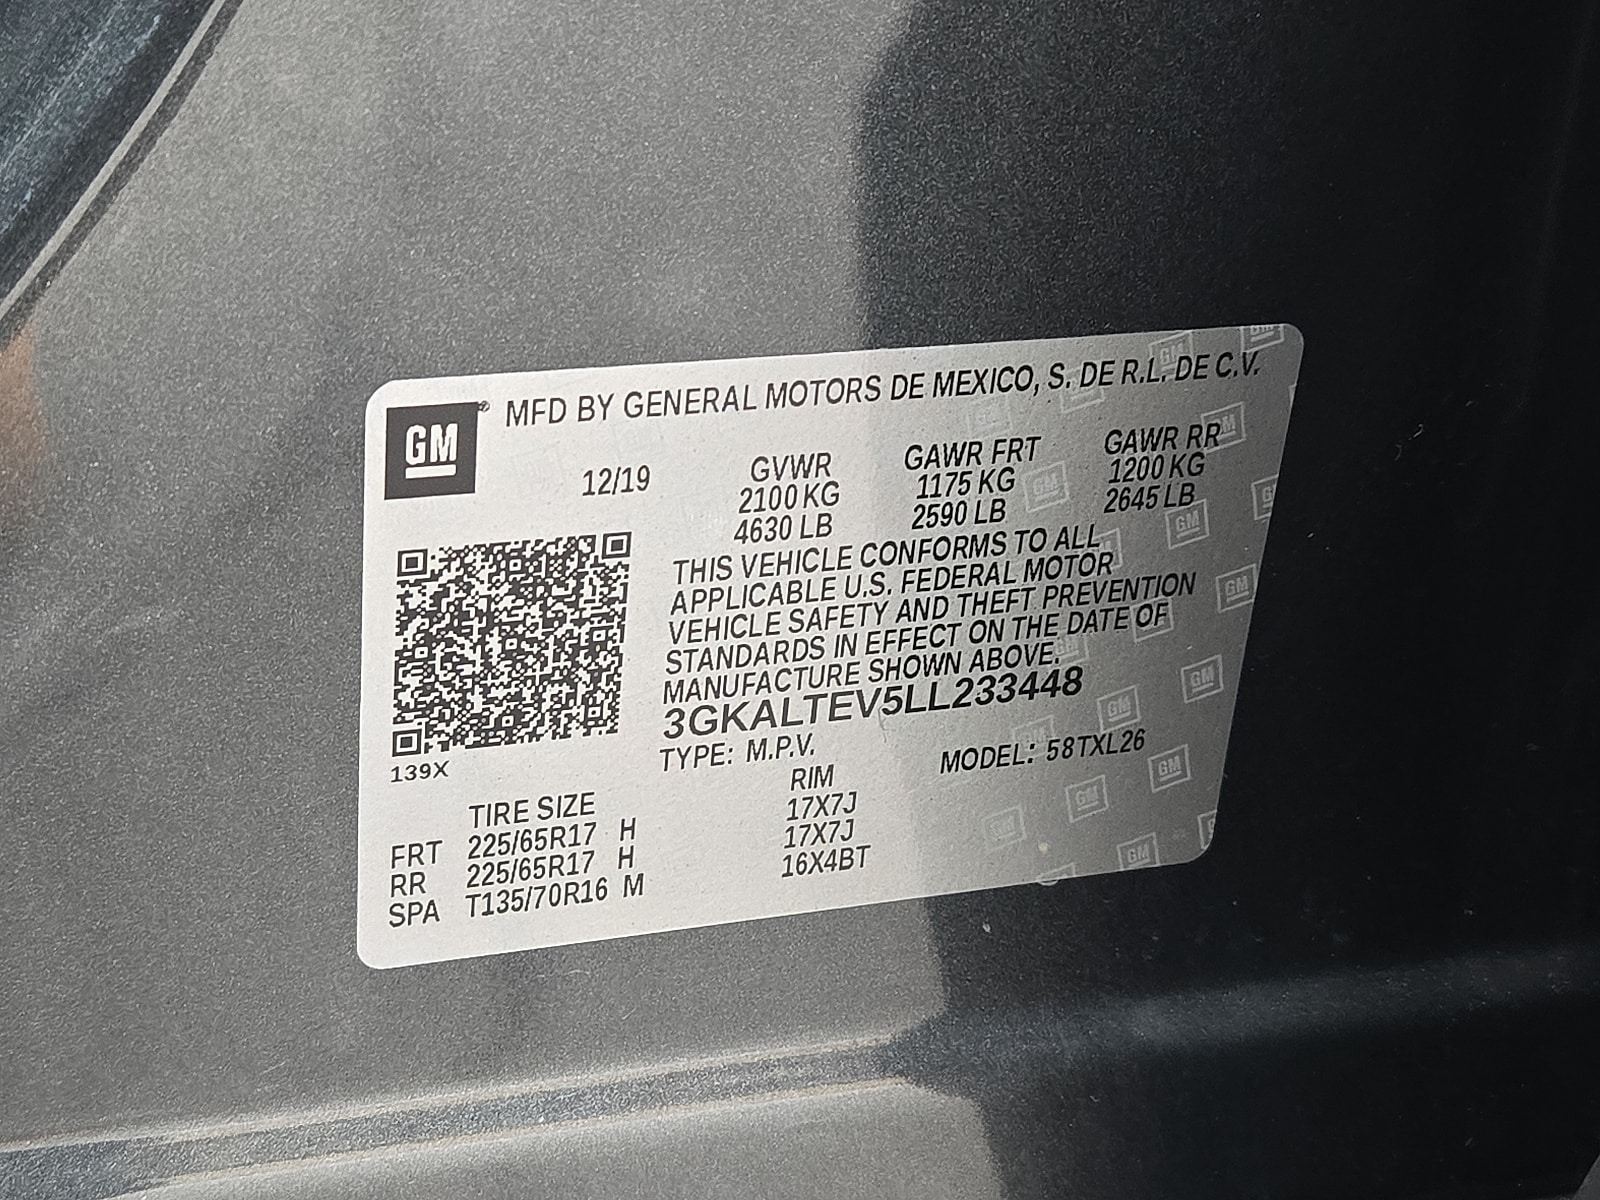 GM
MFD BY GENERAL MOTORS DE MEXICO, S. DE R.L. DE C.V.
12/19
GVWR
2100 KG
4630 LB
GAWR FRT
1175 KG
2590 LB
GAWR RR
1200 KG
2645 LB
THIS VEHICLE CONFORMS TO ALL
APPLICABLE U.S. FEDERAL MOTOR
VEHICLE SAFETY AND THEFT PREVENTION
STANDARDS IN EFFECT ON THE DATE OF
MANUFACTURE SHOWN ABOVE.
3GKALTEV5LL233448
TYPE: M.P.V. MODEL: 58TXL26
139X
TIRE SIZE RIM
FRT 225/65R17 H 17X7J
RR 225/65R17 H 17X7J
SPA T135/70R16 M 16X4BT